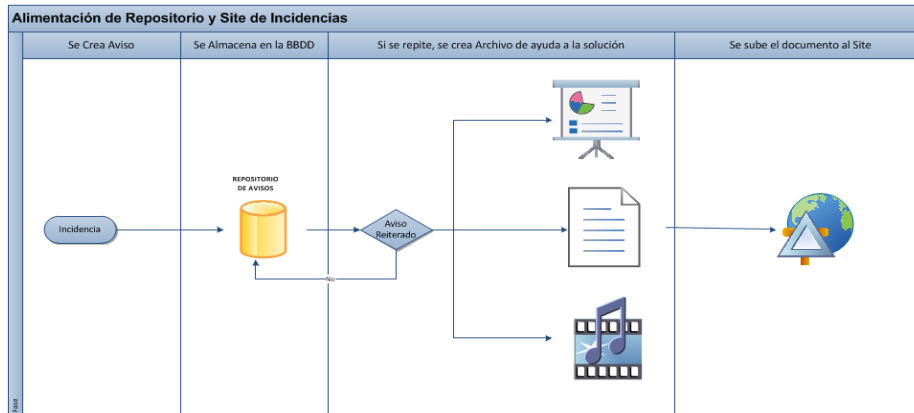 Alimentación de Repositorio y Site de Incidencias
Se Crea Aviso
Se Almacena en la BBDD
Si se repite, se crea Archivo de ayuda a la solución
Se sube el documento al Site
REPOSITORIO
DE AVISOS
Incidencia
Aviso
Reiterado
No
Fase